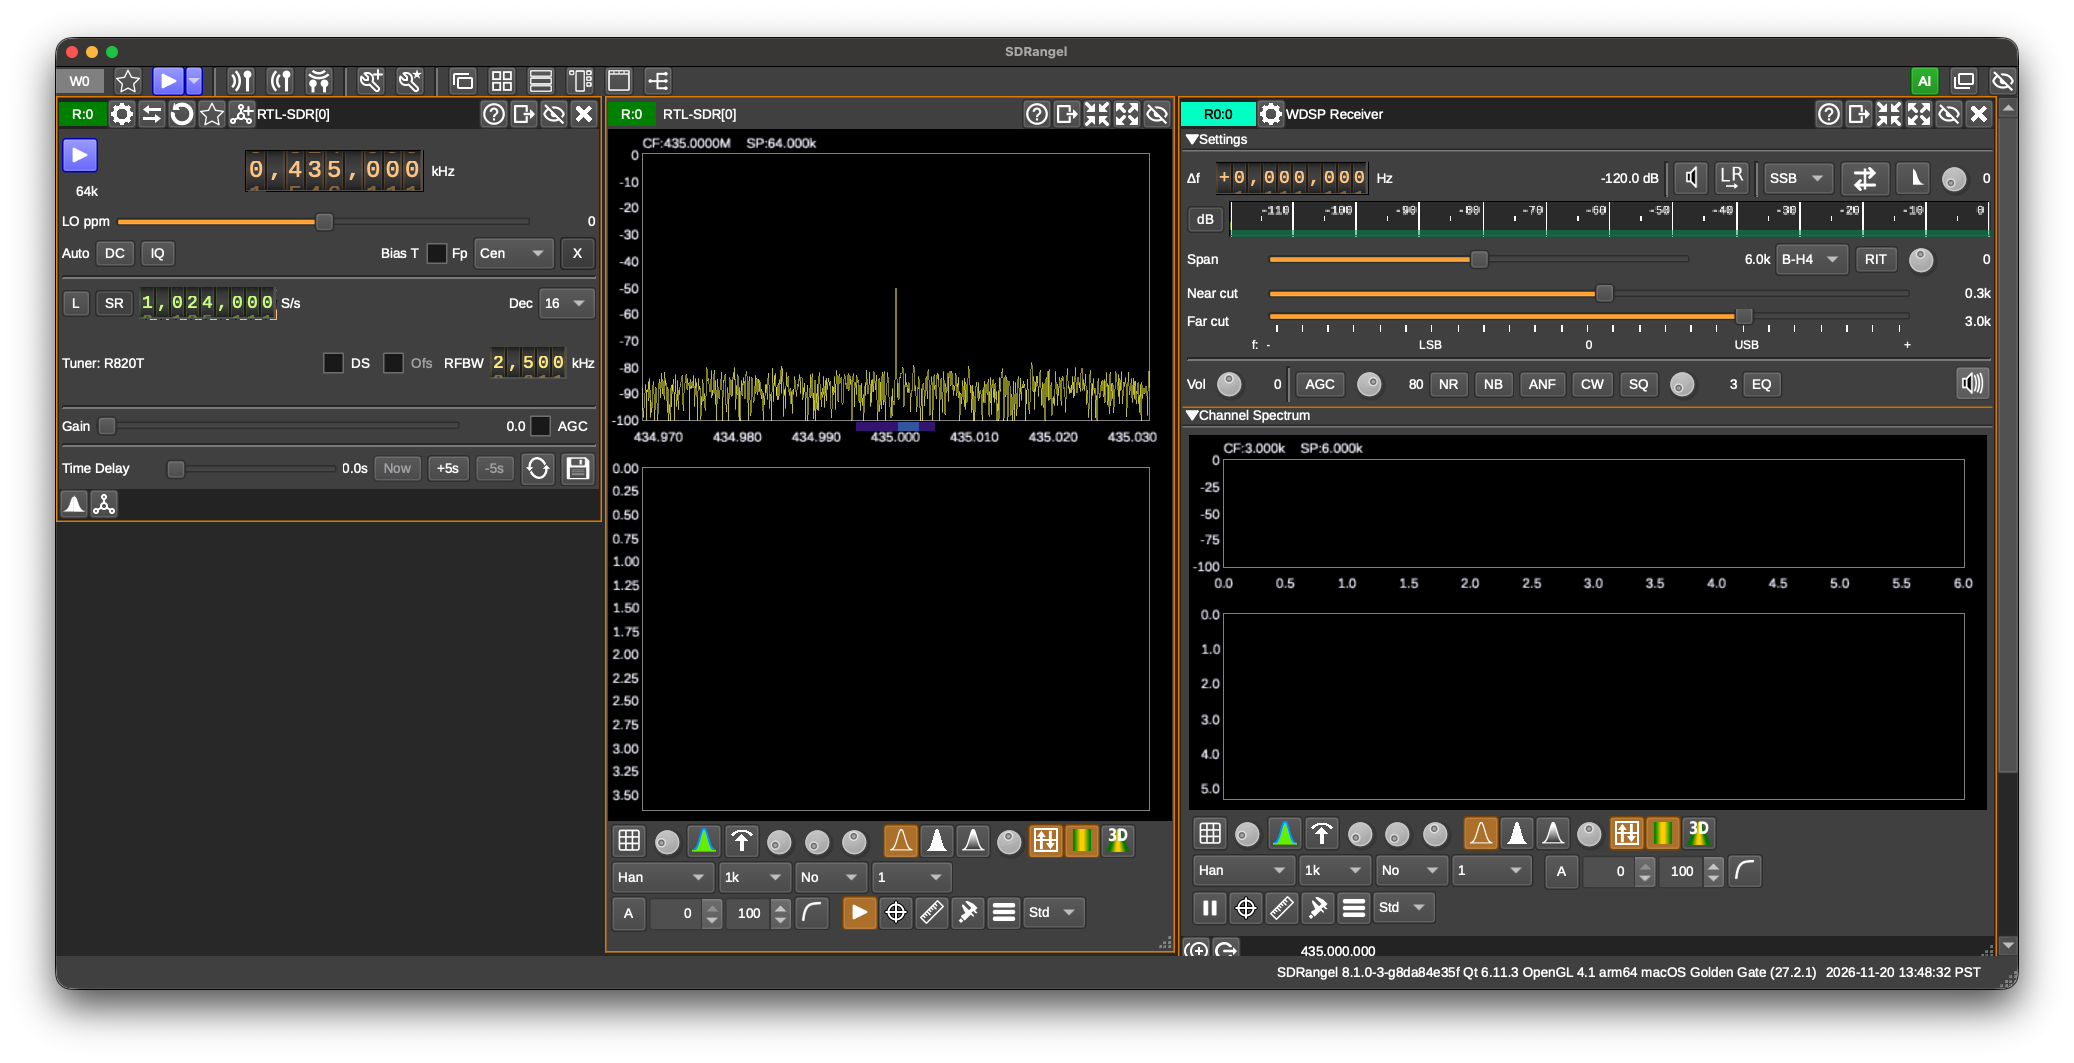 SDRangel
W0
AI
R:0 RTL-SDR[0]
64k
0,435,000 kHz
LO ppm 0
Auto DC IQ Bias T Fp Cen X
L SR 1,024,000 S/s Dec 16
Tuner: R820T DS Ofs RFBW 2,500 kHz
Gain 0.0 AGC
Time Delay 0.0s Now +5s -5s
R:0 RTL-SDR[0]
CF:435.0000M SP:64.000k
0
-10
-20
-30
-40
-50
-60
-70
-80
-90
-100
434.970 434.980 434.990 435.000 435.010 435.020 435.030
0.00
0.25
0.50
0.75
1.00
1.25
1.50
1.75
2.00
2.25
2.50
2.75
3.00
3.25
3.50
3D
Han 1k No 1
A 0 100 Std
R0:0 WDSP Receiver
Settings
Δf +0,000,000 Hz -120.0 dB LR SSB 0
dB -110 -100 -90 -80 -70 -60 -50 -40 -30 -20 -10 0
Span 6.0k B-H4 RIT 0
Near cut 0.3k
Far cut 3.0k
f: - LSB 0 USB +
Vol 0 AGC 80 NR NB ANF CW SQ 3 EQ
Channel Spectrum
CF:3.000k SP:6.000k
0
-25
-50
-75
-100
0.0 0.5 1.0 1.5 2.0 2.5 3.0 3.5 4.0 4.5 5.0 5.5 6.0
0.0
1.0
2.0
3.0
4.0
5.0
3D
Han 1k No 1 A 0 100
Std
435.000.000
SDRangel 8.1.0-3-g8da84e35f Qt 6.11.3 OpenGL 4.1 arm64 macOS Golden Gate (27.2.1) 2026-11-20 13:48:32 PST